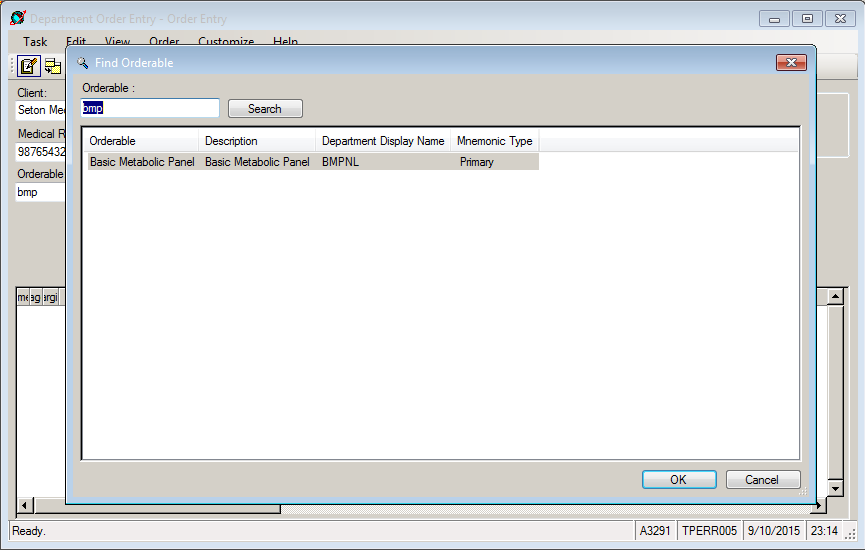 Department Order Entry - Order Entry
Task Edit View Order Customize Help
Find Orderable
Client:
Seton Me
Medical R
98765432
Orderable
bmp
Orderable :
bmp
Search
Orderable Description Department Display Name Mnemonic Type
Basic Metabolic Panel Basic Metabolic Panel BMPNL Primary
me ag argi
OK Cancel
Ready. A3291 TPERR005 9/10/2015 23:14